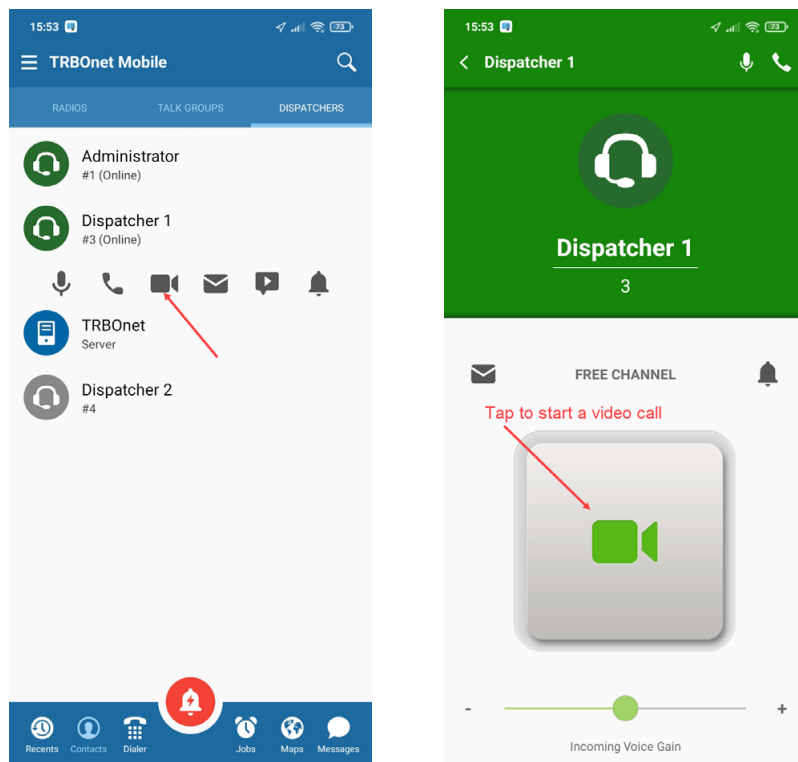 15:53
73
TRBOnet Mobile
RADIOS
TALK GROUPS
DISPATCHERS
Administrator
#1 (Online)
Dispatcher 1
#3 (Online)
TRBOnet
Server
Dispatcher 2
#4
Recents
Contacts
Dialer
Jobs
Maps
Messages
15:53
73
Dispatcher 1
Dispatcher 1
3
FREE CHANNEL
Tap to start a video call
- +
Incoming Voice Gain